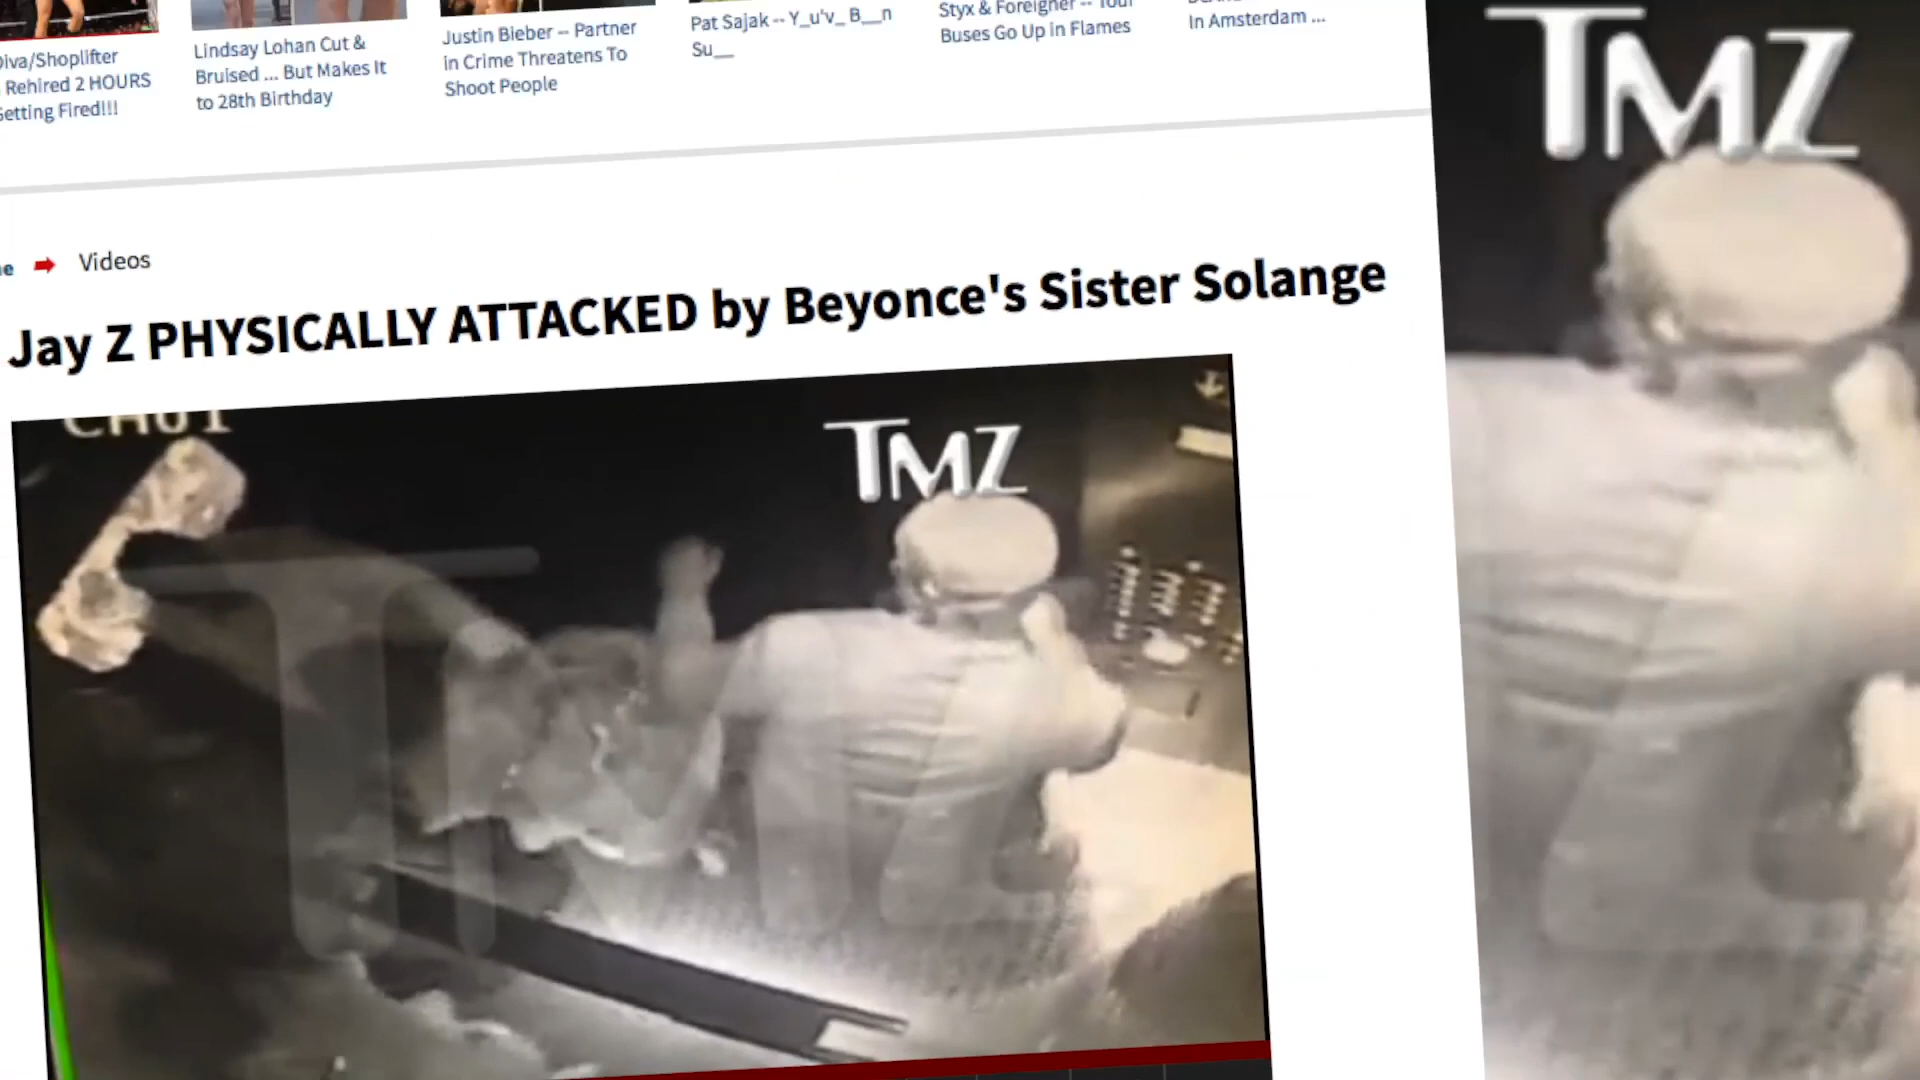 Diva/Shoplifter
Rehired 2 HOURS
Getting Fired!!!
Lindsay Lohan Cut &
Bruised ... But Makes It
to 28th Birthday
Justin Bieber -- Partner
in Crime Threatens To
Shoot People
Pat Sajak -- Y_u'v_ B__n
Su__
Styx & Foreigner -- Tour
Buses Go Up in Flames
In Amsterdam ...
TMZ
Videos
Jay Z PHYSICALLY ATTACKED by Beyonce's Sister Solange
CH01
TMZ
TMZ